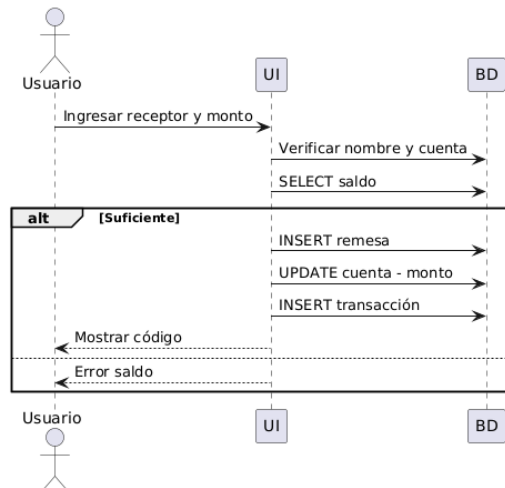 Usuario
UI
BD
Ingresar receptor y monto
Verificar nombre y cuenta
SELECT saldo
alt [Suficiente]
INSERT remesa
UPDATE cuenta - monto
INSERT transacción
Mostrar código
Error saldo
Usuario
UI
BD